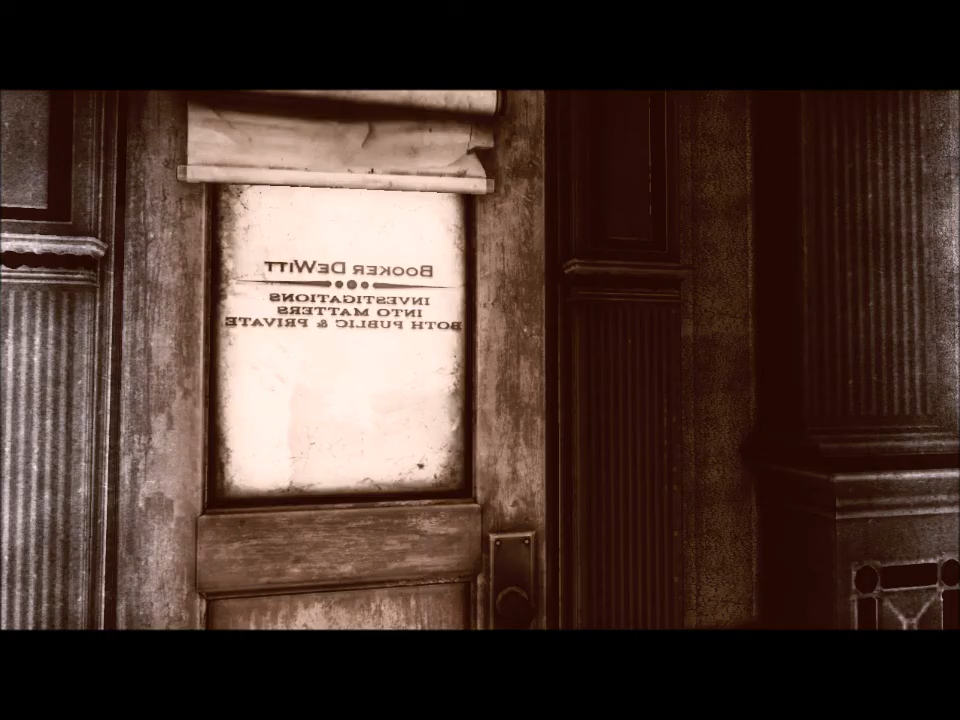 BOOKER DEWITT
INVESTIGATIONS
INTO MATTERS
BOTH PUBLIC & PRIVATE